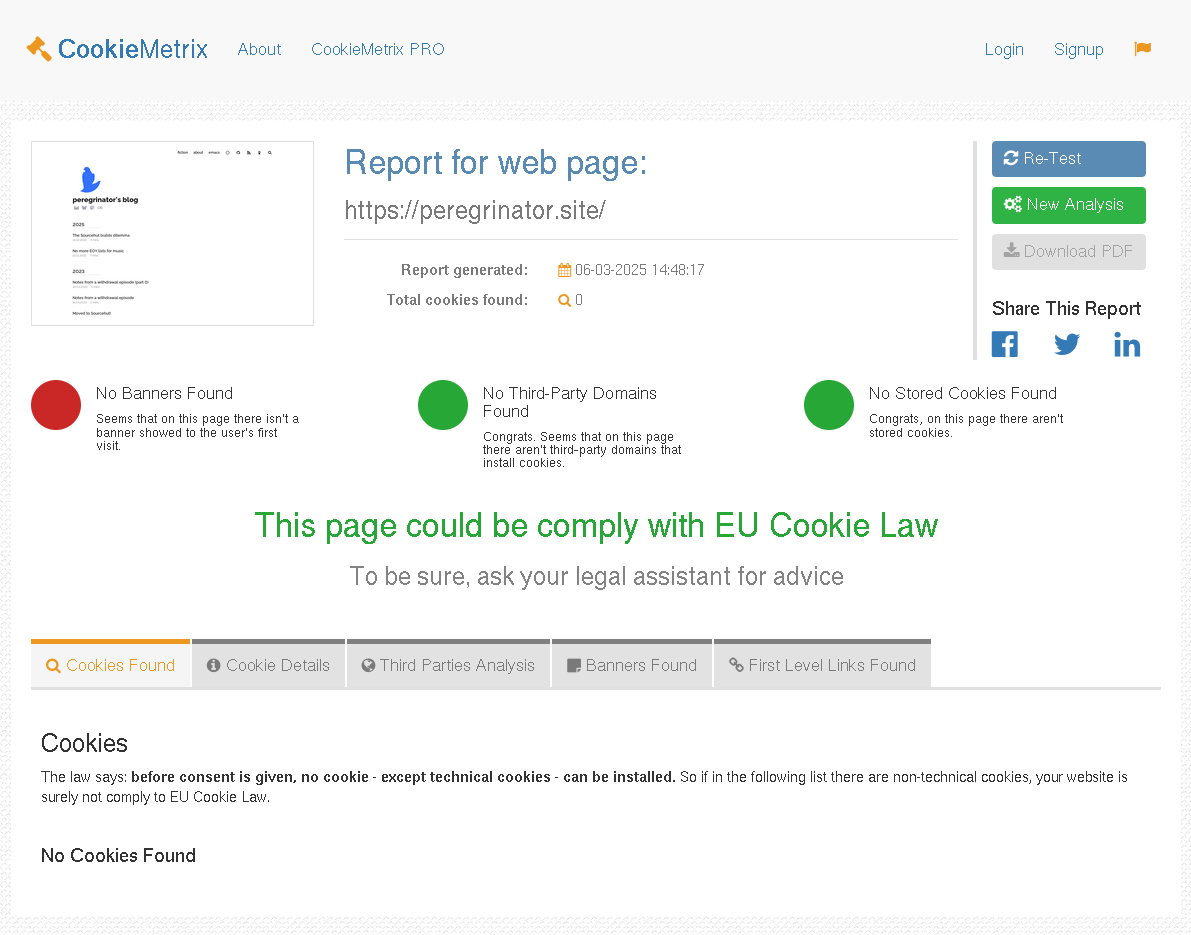 CookieMetrix About CookieMetrix PRO Login Signup
fiction about emacs
peregrinator's blog
2025
The Sourcehut builds dilemma
No more EOY lists for music
2023
Notes from a withdrawal episode (part II)
Notes from a withdrawal episode
Moved to Sourcehut!
Report for web page:
https://peregrinator.site/
Report generated: 06-03-2025 14:48:17
Total cookies found: 0
Re-Test
New Analysis
Download PDF
Share This Report
No Banners Found
Seems that on this page there isn't a
banner showed to the user's first
visit.
No Third-Party Domains
Found
Congrats. Seems that on this page
there aren't third-party domains that
install cookies.
No Stored Cookies Found
Congrats, on this page there aren't
stored cookies.
This page could be comply with EU Cookie Law
To be sure, ask your legal assistant for advice
Cookies Found Cookie Details Third Parties Analysis Banners Found First Level Links Found
Cookies
The law says: before consent is given, no cookie - except technical cookies - can be installed. So if in the following list there are non-technical cookies, your website is
surely not comply to EU Cookie Law.
No Cookies Found